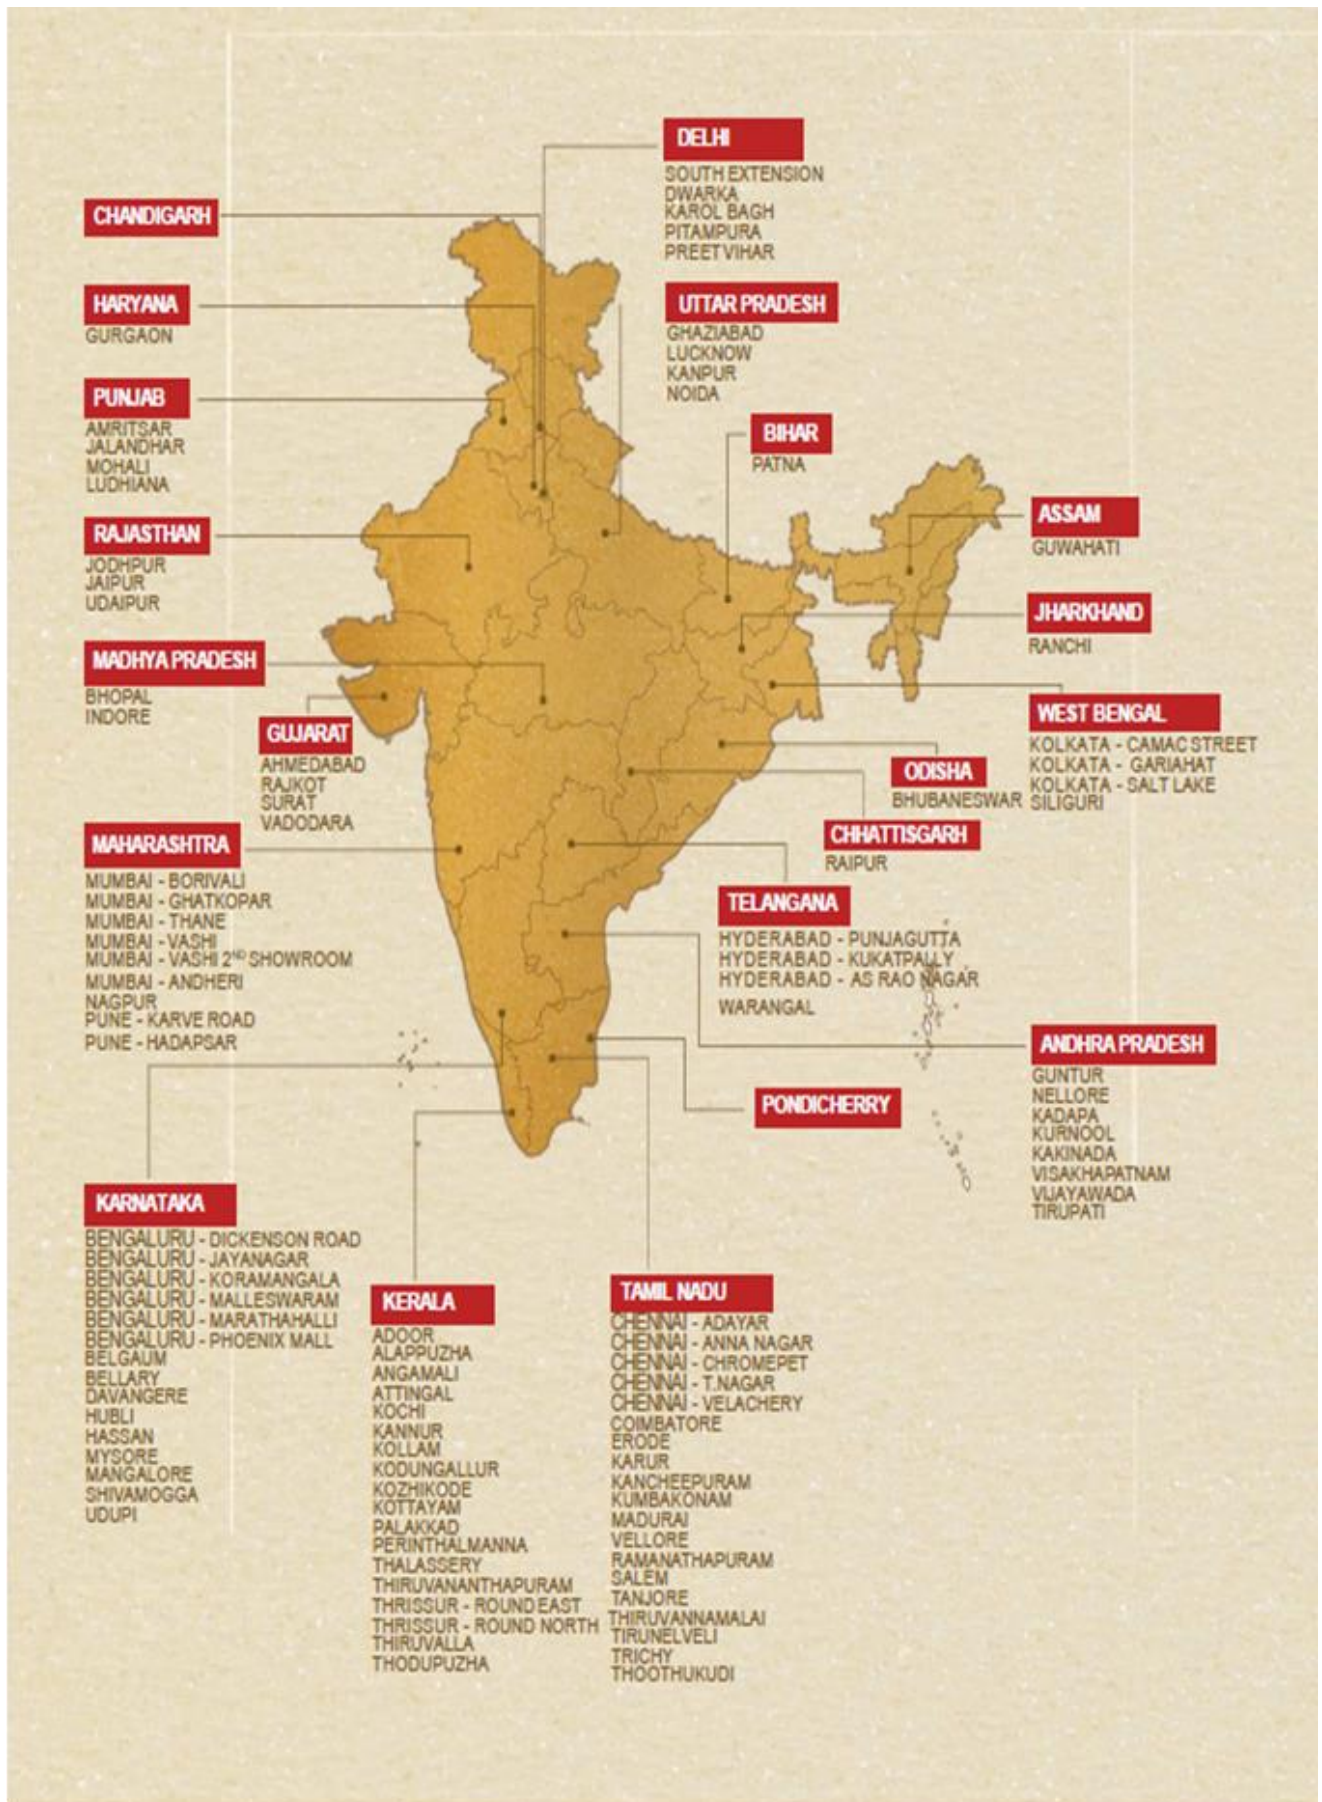 DELHI
SOUTH EXTENSION
DWARKA
KAROL BAGH
PITAMPURA
PREET VIHAR
CHANDIGARH
HARYANA
GURGAON
UTTAR PRADESH
GHAZIABAD
LUCKNOW
KANPUR
NOIDA
PUNJAB
AMRITSAR
JALANDHAR
MOHALI
LUDHIANA
BIHAR
PATNA
ASSAM
GUWAHATI
RAJASTHAN
JODHPUR
JAIPUR
UDAIPUR
JHARKHAND
RANCHI
MADHYA PRADESH
BHOPAL
INDORE
WEST BENGAL
KOLKATA - CAMAC STREET
KOLKATA - GARIAHAT
KOLKATA - SALT LAKE
SILIGURI
GUJARAT
AHMEDABAD
RAJKOT
SURAT
VADODARA
ODISHA
BHUBANESWAR
CHHATTISGARH
RAIPUR
MAHARASHTRA
MUMBAI - BORIVALI
MUMBAI - GHATKOPAR
MUMBAI - THANE
MUMBAI - VASHI
MUMBAI - VASHI 2ND SHOWROOM
MUMBAI - ANDHERI
NAGPUR
PUNE - KARVE ROAD
PUNE - HADAPSAR
TELANGANA
HYDERABAD - PUNJAGUTTA
HYDERABAD - KUKATPALLY
HYDERABAD - AS RAO NAGAR
WARANGAL
ANDHRA PRADESH
GUNTUR
NELLORE
KADAPA
KURNOOL
KAKINADA
VISAKHAPATNAM
VIJAYAWADA
TIRUPATI
PONDICHERRY
KARNATAKA
BENGALURU - DICKENSON ROAD
BENGALURU - JAYANAGAR
BENGALURU - KORAMANGALA
BENGALURU - MALLESWARAM
BENGALURU - MARATHAHALLI
BENGALURU - PHOENIX MALL
BELGAUM
BELLARY
DAVANGERE
HUBLI
HASSAN
MYSORE
MANGALORE
SHIVAMOGGA
UDUPI
KERALA
ADOOR
ALAPPUZHA
ANGAMALI
ATTINGAL
KOCHI
KANNUR
KOLLAM
KODUNGALLUR
KOZHIKODE
KOTTAYAM
PALAKKAD
PERINTHALMANNA
THALASSERY
THIRUVANANTHAPURAM
THRISSUR - ROUND EAST
THRISSUR - ROUND NORTH
THIRUVALLA
THODUPUZHA
TAMIL NADU
CHENNAI - ADAYAR
CHENNAI - ANNA NAGAR
CHENNAI - CHROMEPET
CHENNAI - T.NAGAR
CHENNAI - VELACHERY
COIMBATORE
ERODE
KARUR
KANCHEEPURAM
KUMBAKONAM
MADURAI
VELLORE
RAMANATHAPURAM
SALEM
TANJORE
THIRUVANNAMALAI
TIRUNELVELI
TRICHY
THOOTHUKUDI